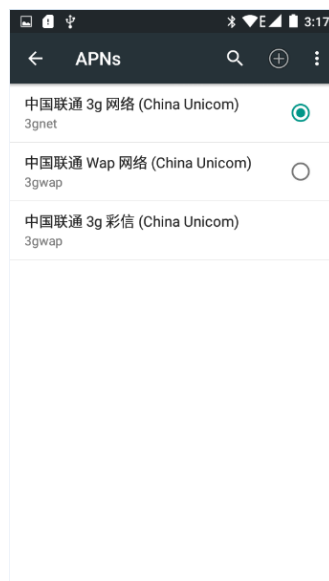 E 3:17
APNs
中国联通 3g 网络 (China Unicom)
3gnet
中国联通 Wap 网络 (China Unicom)
3gwap
中国联通 3g 彩信 (China Unicom)
3gwap